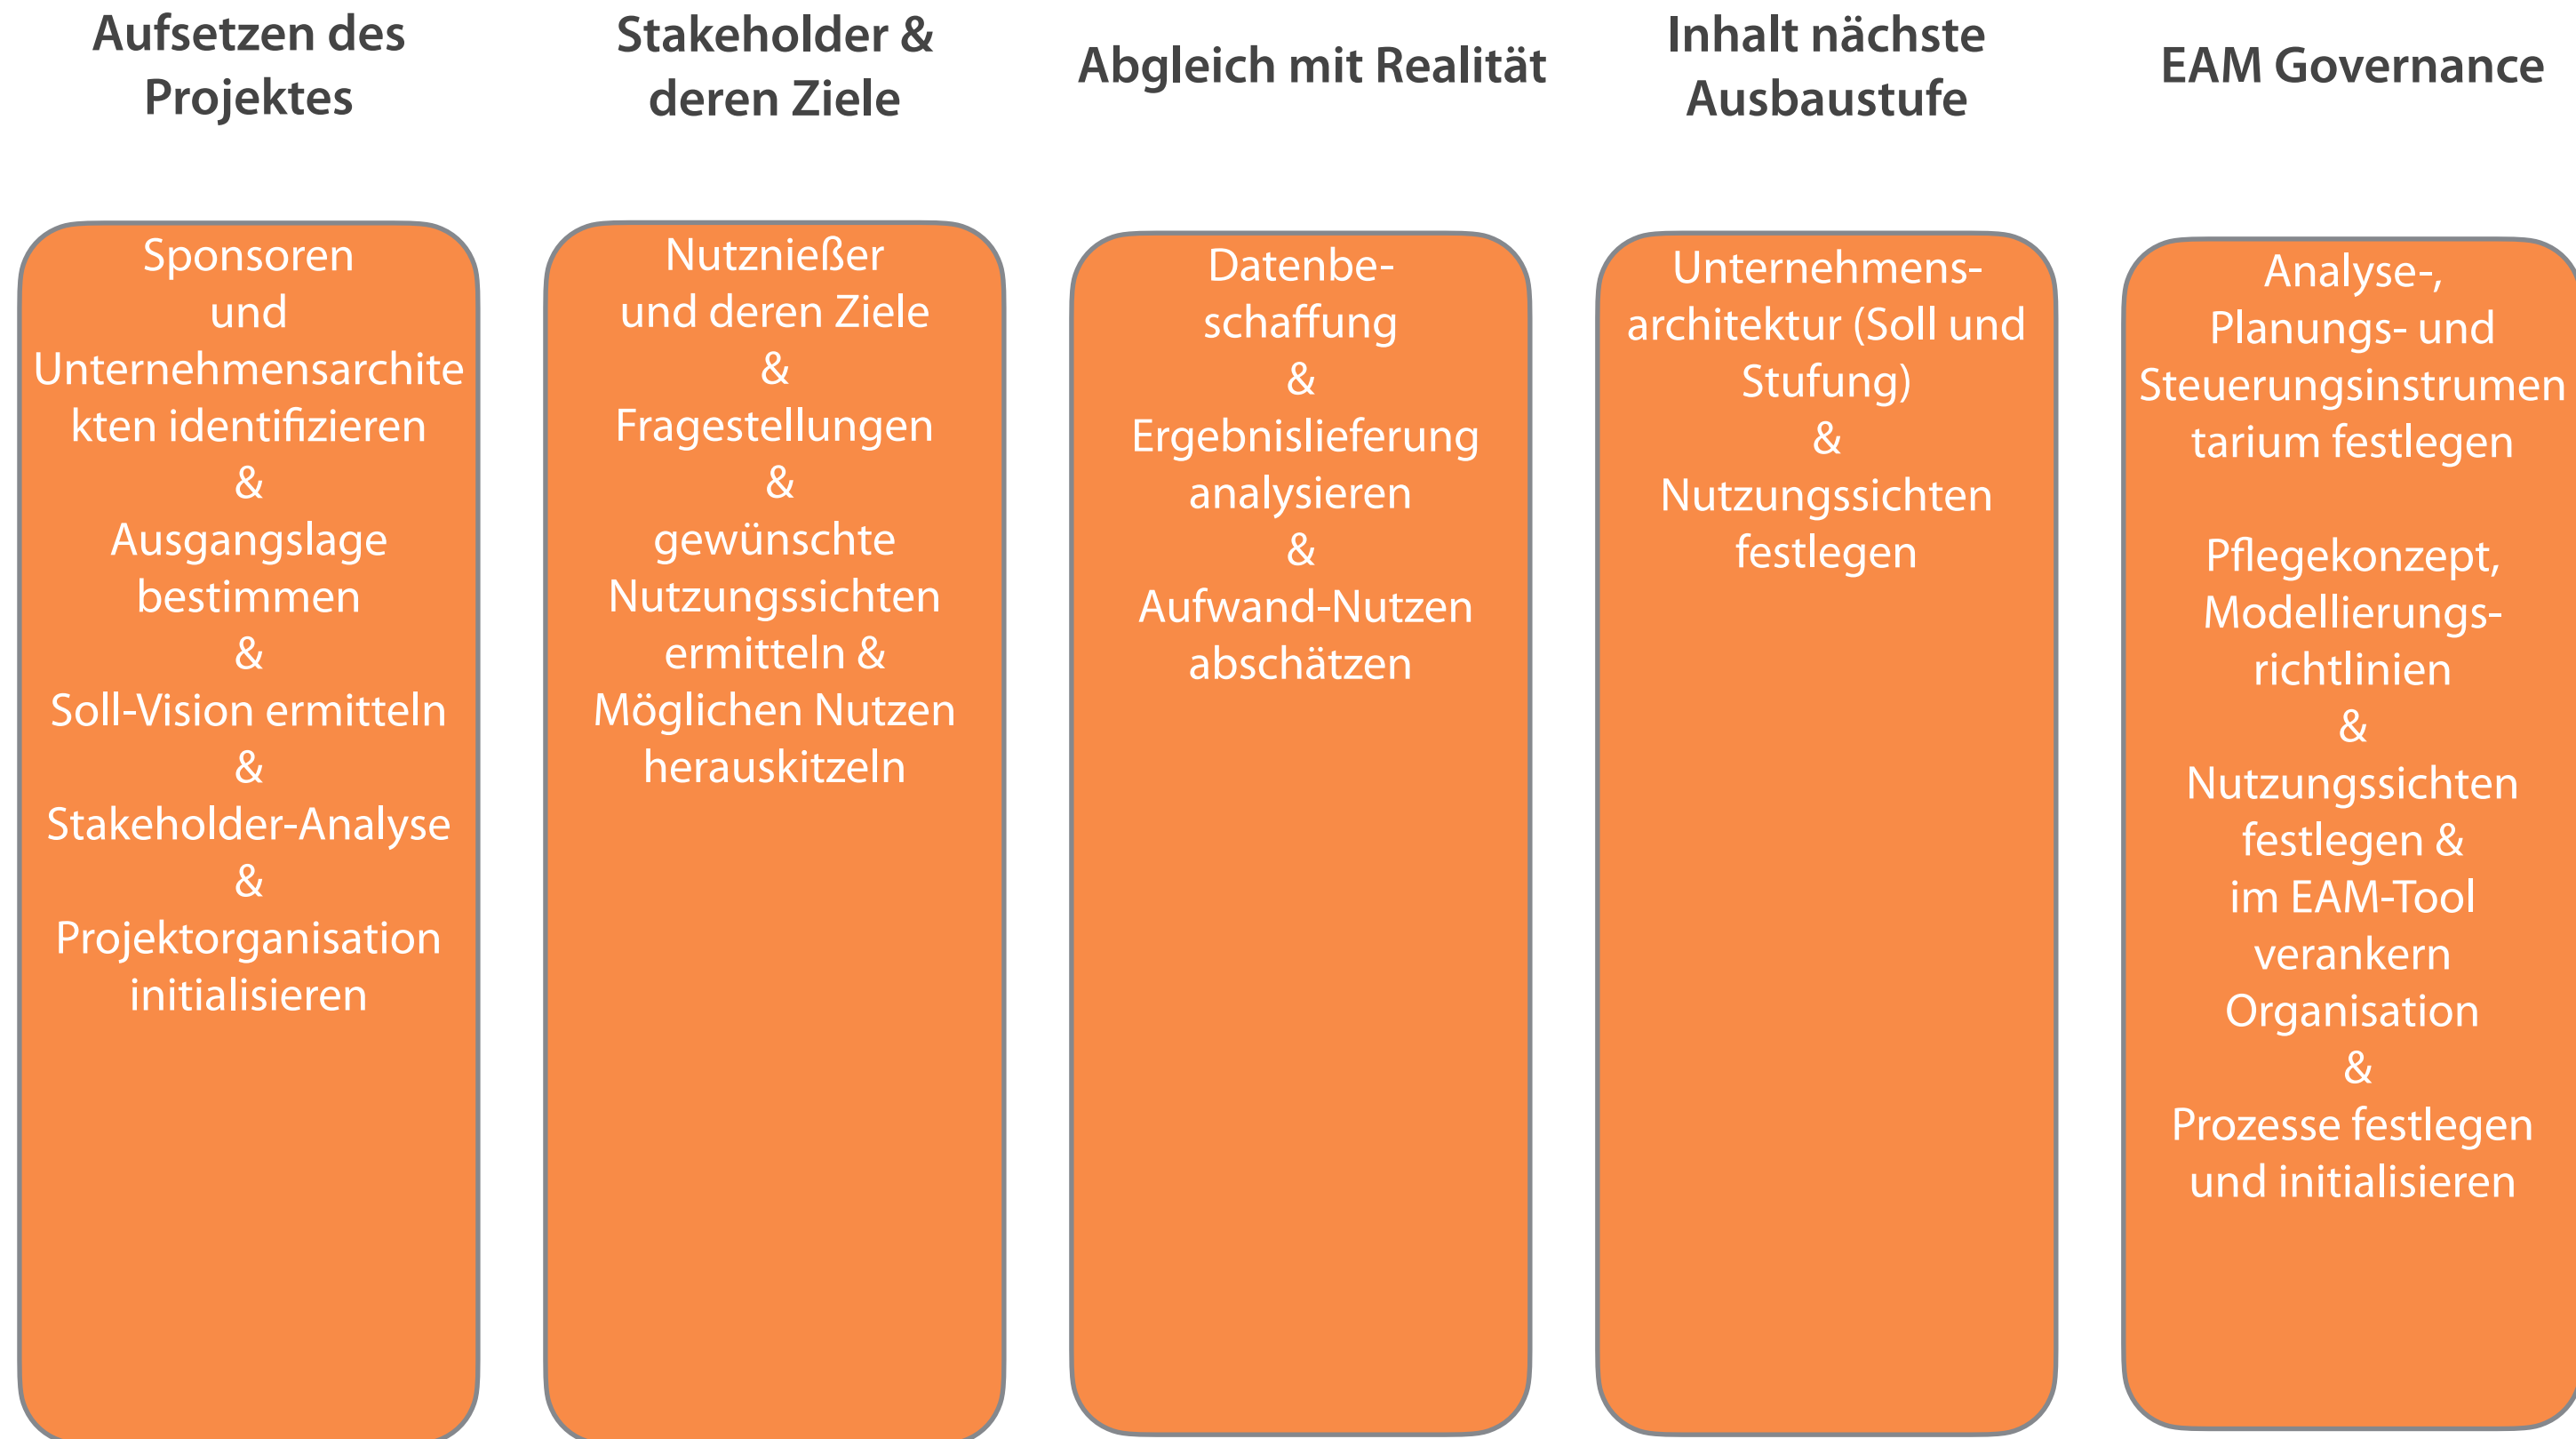 Aufsetzen des
Projektes
Stakeholder &
deren Ziele
Abgleich mit Realität
Inhalt nächste
Ausbaustufe
EAM Governance
Sponsoren
und
Unternehmensarchite
kten identifizieren
&
Ausgangslage
bestimmen
&
Soll-Vision ermitteln
&
Stakeholder-Analyse
&
Projektorganisation
initialisieren
Nutznießer
und deren Ziele
&
Fragestellungen
&
gewünschte
Nutzungssichten
ermitteln &
Möglichen Nutzen
herauskitzeln
Datenbe-
schaffung
&
Ergebnislieferung
analysieren
&
Aufwand-Nutzen
abschätzen
Unternehmens-
architektur (Soll und
Stufung)
&
Nutzungssichten
festlegen
Analyse-,
Planungs- und
Steuerungsinstrumen
tarium festlegen
Pflegekonzept,
Modellierungs-
richtlinien
&
Nutzungssichten
festlegen &
im EAM-Tool
verankern
Organisation
&
Prozesse festlegen
und initialisieren